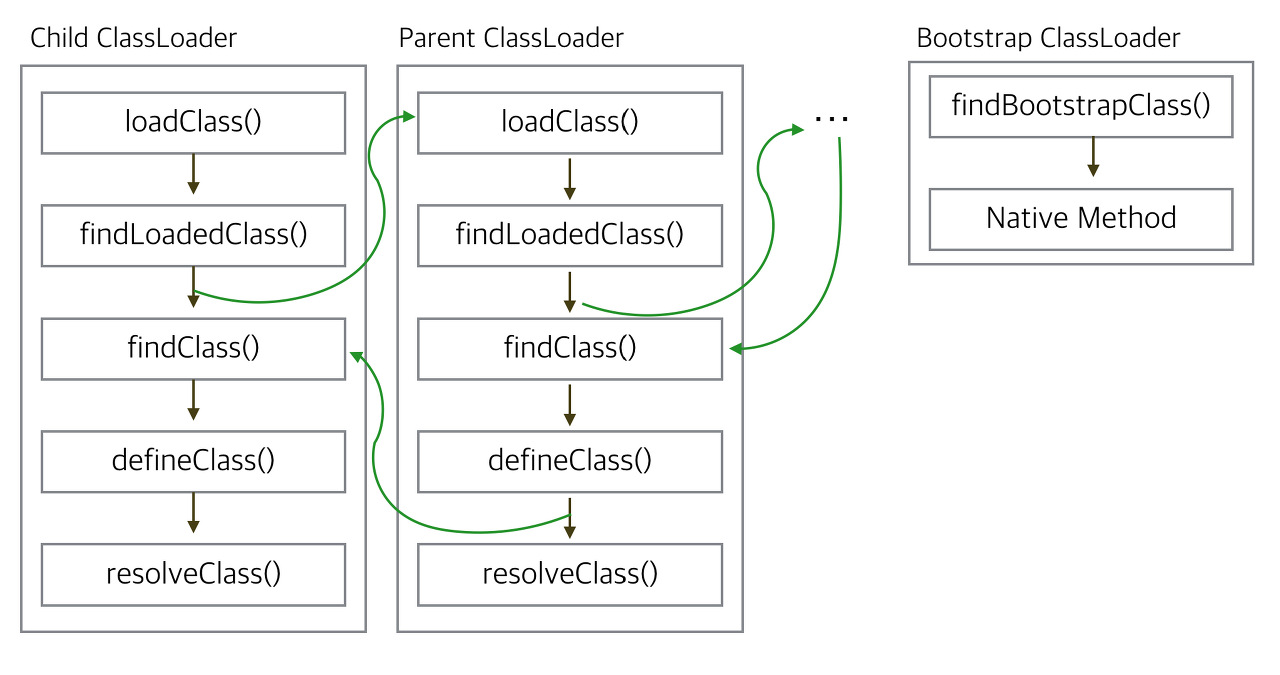 Child ClassLoader
loadClass()
findLoadedClass()
findClass()
defineClass()
resolveClass()
Parent ClassLoader
loadClass()
findLoadedClass()
findClass()
defineClass()
resolveClass()
...
Bootstrap ClassLoader
findBootstrapClass()
Native Method